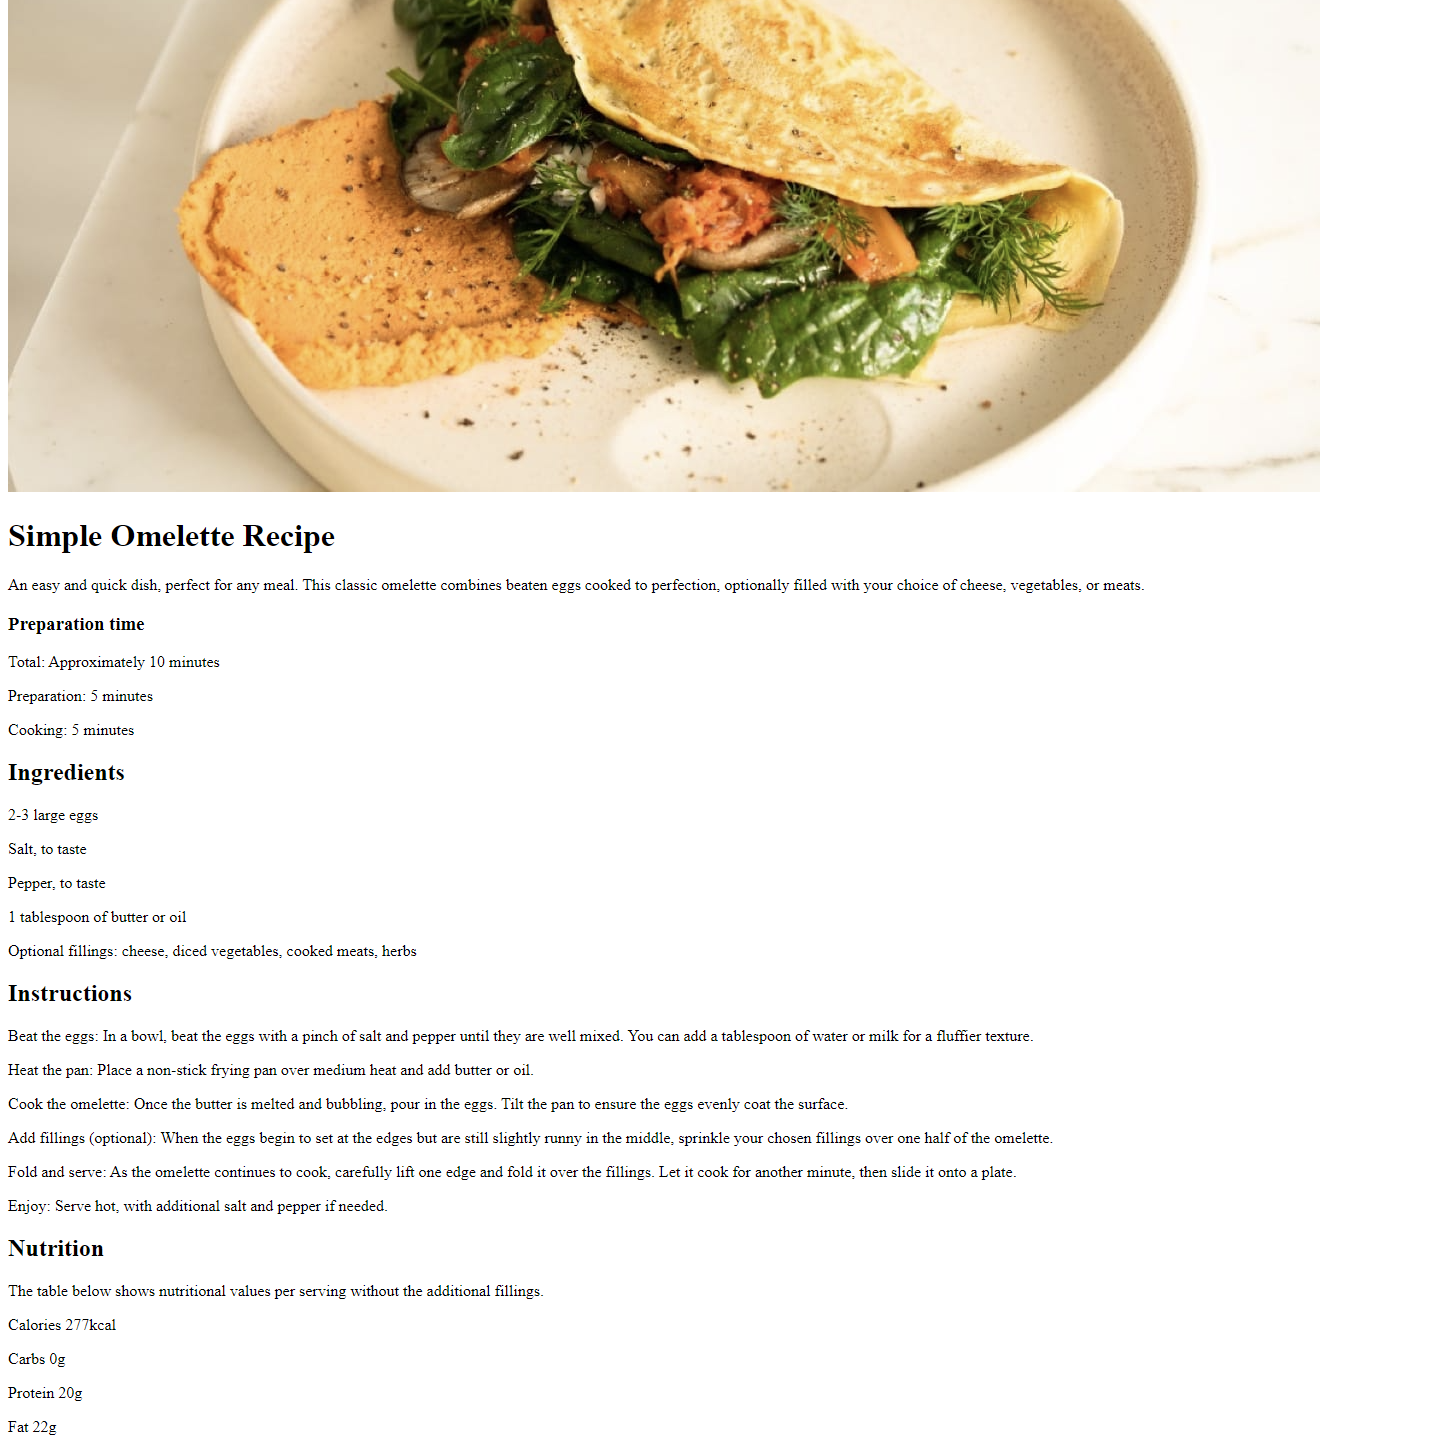 Simple Omelette Recipe
An easy and quick dish, perfect for any meal. This classic omelette combines beaten eggs cooked to perfection, optionally filled with your choice of cheese, vegetables, or meats.
Preparation time
Total: Approximately 10 minutes
Preparation: 5 minutes
Cooking: 5 minutes
Ingredients
2-3 large eggs
Salt, to taste
Pepper, to taste
1 tablespoon of butter or oil
Optional fillings: cheese, diced vegetables, cooked meats, herbs
Instructions
Beat the eggs: In a bowl, beat the eggs with a pinch of salt and pepper until they are well mixed. You can add a tablespoon of water or milk for a fluffier texture.
Heat the pan: Place a non-stick frying pan over medium heat and add butter or oil.
Cook the omelette: Once the butter is melted and bubbling, pour in the eggs. Tilt the pan to ensure the eggs evenly coat the surface.
Add fillings (optional): When the eggs begin to set at the edges but are still slightly runny in the middle, sprinkle your chosen fillings over one half of the omelette.
Fold and serve: As the omelette continues to cook, carefully lift one edge and fold it over the fillings. Let it cook for another minute, then slide it onto a plate.
Enjoy: Serve hot, with additional salt and pepper if needed.
Nutrition
The table below shows nutritional values per serving without the additional fillings.
Calories 277kcal
Carbs 0g
Protein 20g
Fat 22g